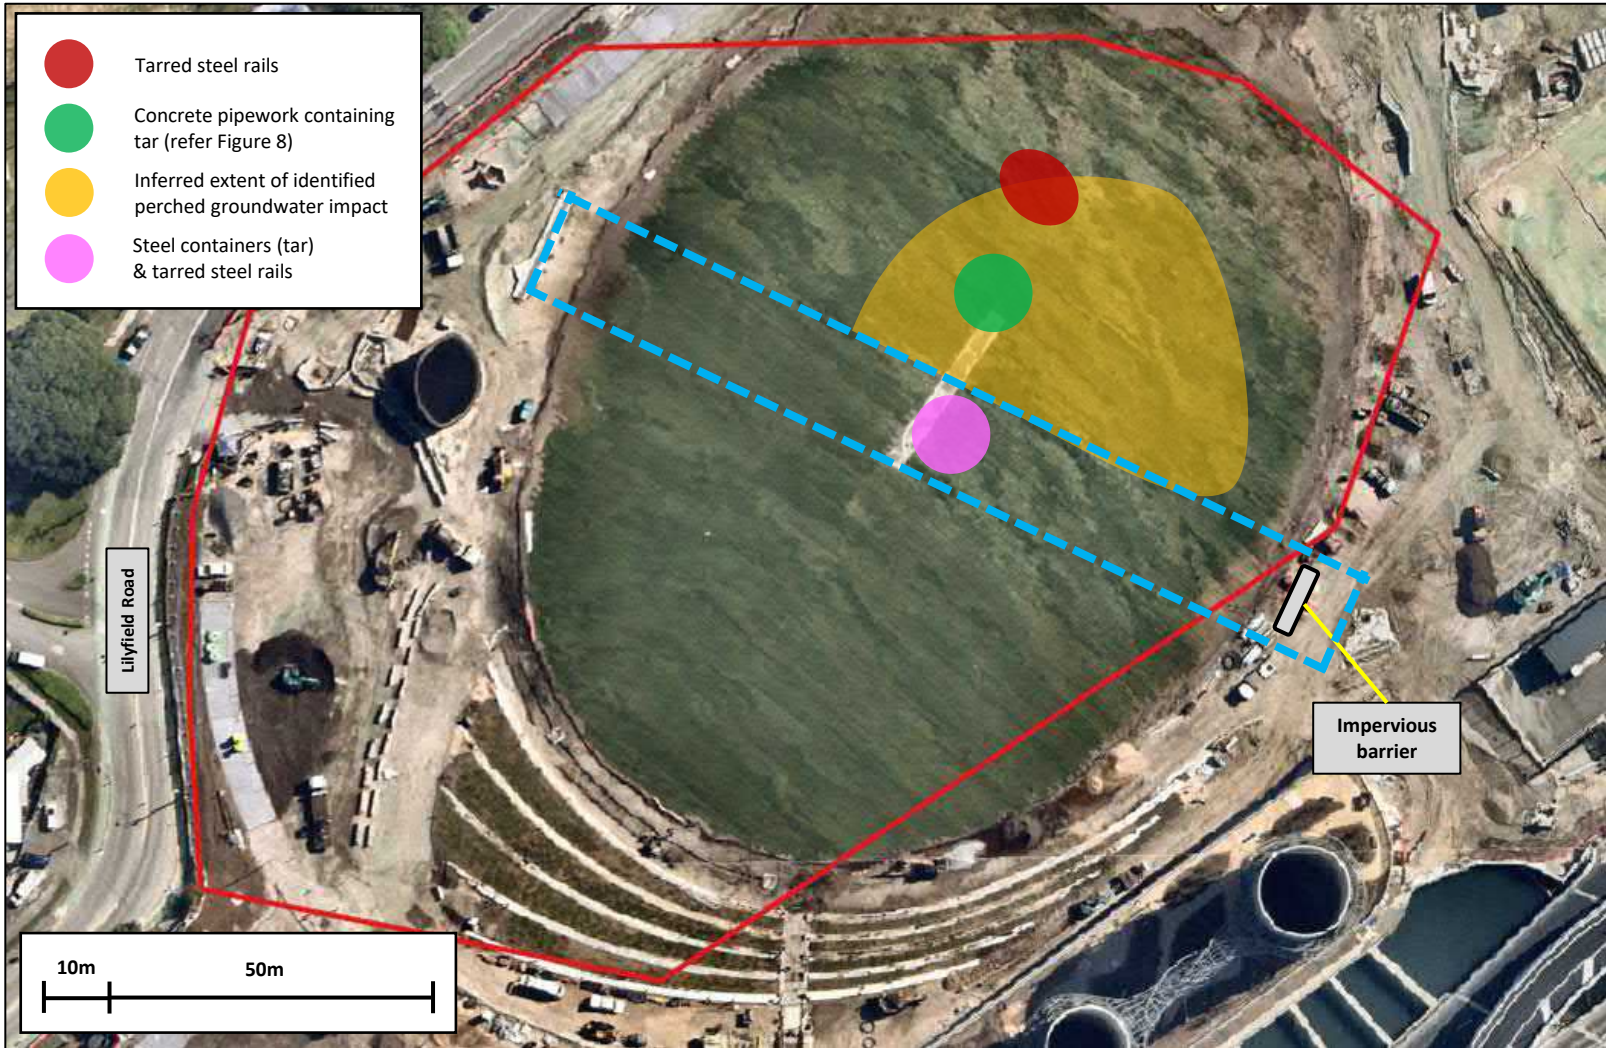 Tarred steel rails
Concrete pipework containing
tar (refer Figure 8)
Inferred extent of identified
perched groundwater impact
Steel containers (tar)
& tarred steel rails
Lilyfield Road
Impervious
barrier
10m
50m